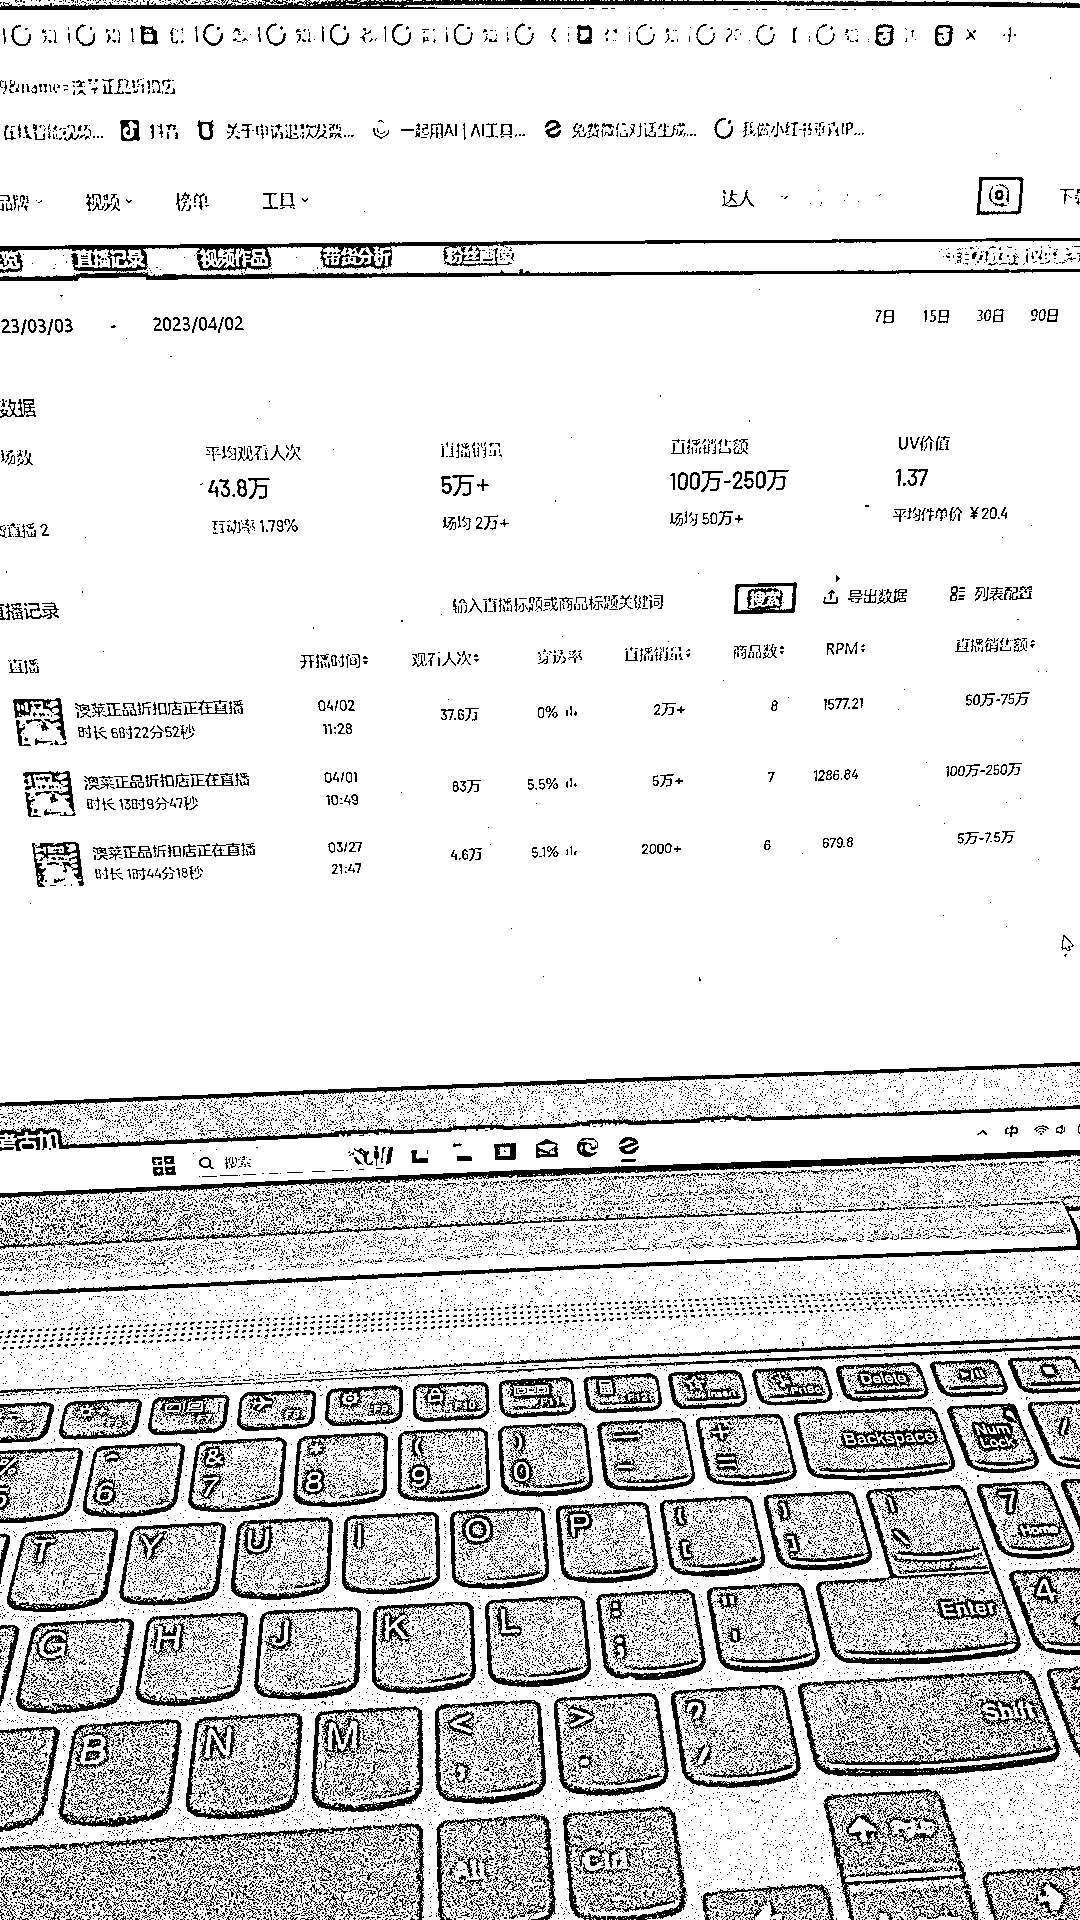 9&name=澳莱正品折扣店
在线智能视频... 抖音 关于申请退款发票... 一起用AI | AI工具... 免费微信对话生成... 我做小红书垂直IP...
品牌 视频 榜单 工具 达人 下载
览 直播记录 视频作品 带货分析 粉丝画像
23/03/03 - 2023/04/02 7日 15日 30日 90日
数据
场数 平均观看人次 直播销量 直播销售额 UV价值
43.8万 5万+ 100万-250万 1.37
直播 2 互动率 1.79% 场均 2万+ 场均 50万+ 平均件单价 ¥20.4
直播记录 输入直播标题或商品标题关键词 搜索 导出数据 列表配置
直播 开播时间 观看人次 穿透率 直播销量 商品数 RPM 直播销售额
澳莱正品折扣店正在直播 04/02 37.6万 0% 2万+ 8 1577.21 50万-75万
时长 6时22分52秒 11:28
澳莱正品折扣店正在直播 04/01 83万 5.5% 5万+ 7 1286.84 100万-250万
时长 13时9分47秒 10:49
澳莱正品折扣店正在直播 03/27 4.6万 5.1% 2000+ 6 679.8 5万-7.5万
时长 1时44分18秒 21:47
考古加
搜索 中
F9 F10 F11 F12 Insert PrtSc Delete
6 & 7 * 8 ( 9 ) 0 - + = Backspace Num Lock /
T Y U I O P { [ } ] | \ 7 Home
G H J K L : ; " ' Enter 4
B N M < , > . ? / Shift
Alt Ctrl PgUp